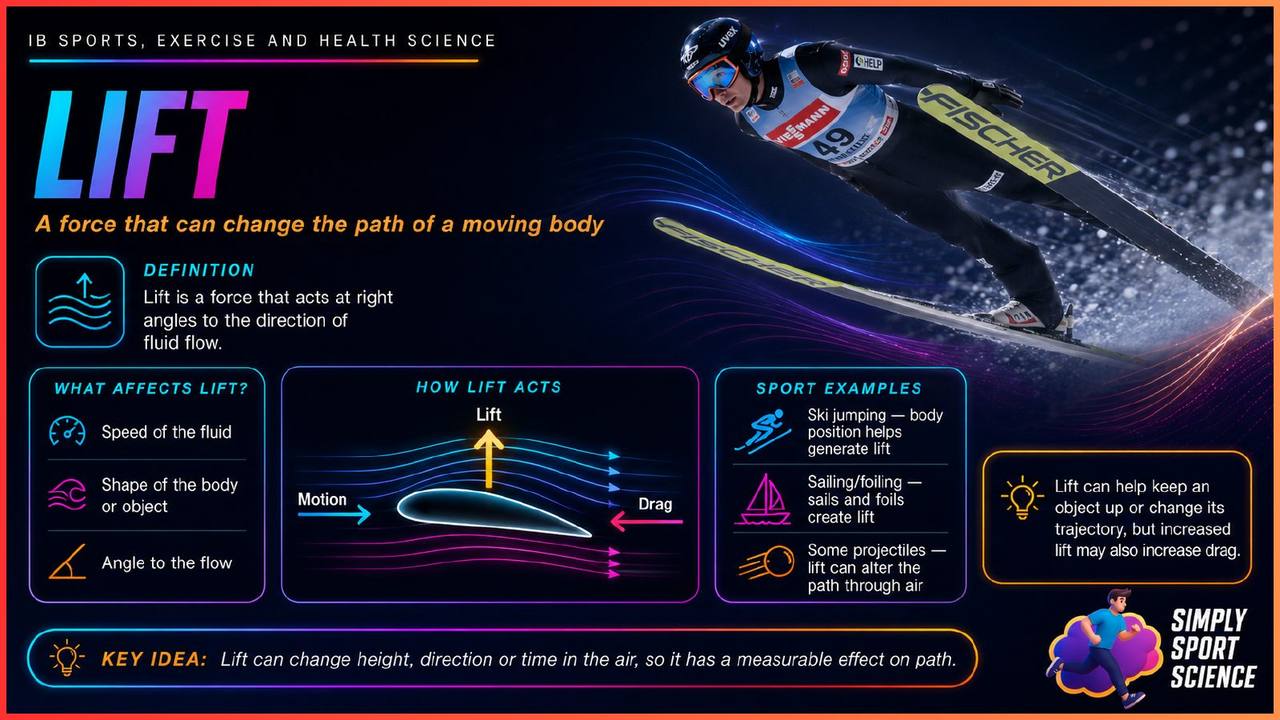 IB SPORTS, EXERCISE AND HEALTH SCIENCE
LIFT
A force that can change the path of a moving body
DEFINITION
Lift is a force that acts at right
angles to the direction of
fluid flow.
uvex
HELP
VIESSMANN
49
FISCHER
FISCHER
WHAT AFFECTS LIFT?
Speed of the fluid
Shape of the body
or object
Angle to the flow
HOW LIFT ACTS
Lift
Motion
Drag
SPORT EXAMPLES
Ski jumping — body
position helps
generate lift
Sailing/foiling —
sails and foils
create lift
Some projectiles —
lift can alter the
path through air
Lift can help keep an
object up or change its
trajectory, but increased
lift may also increase drag.
KEY IDEA: Lift can change height, direction or time in the air, so it has a measurable effect on path.
SIMPLY
SPORT
SCIENCE